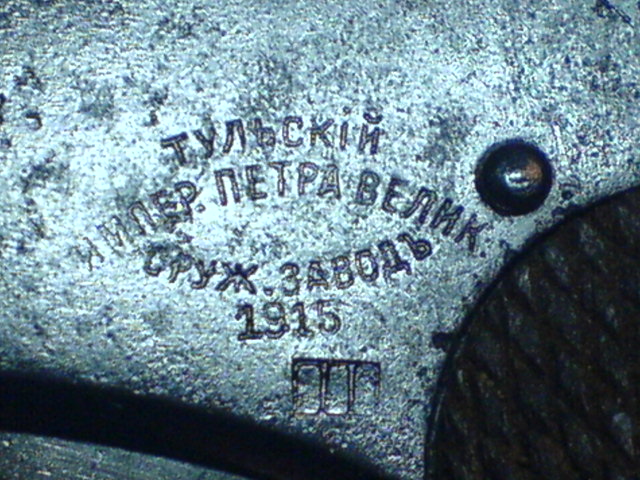 ТУЛЬСКІЙ
ИМПЕР. ПЕТРА ВЕЛИК.
ОРУЖ. ЗАВОДЪ
1915